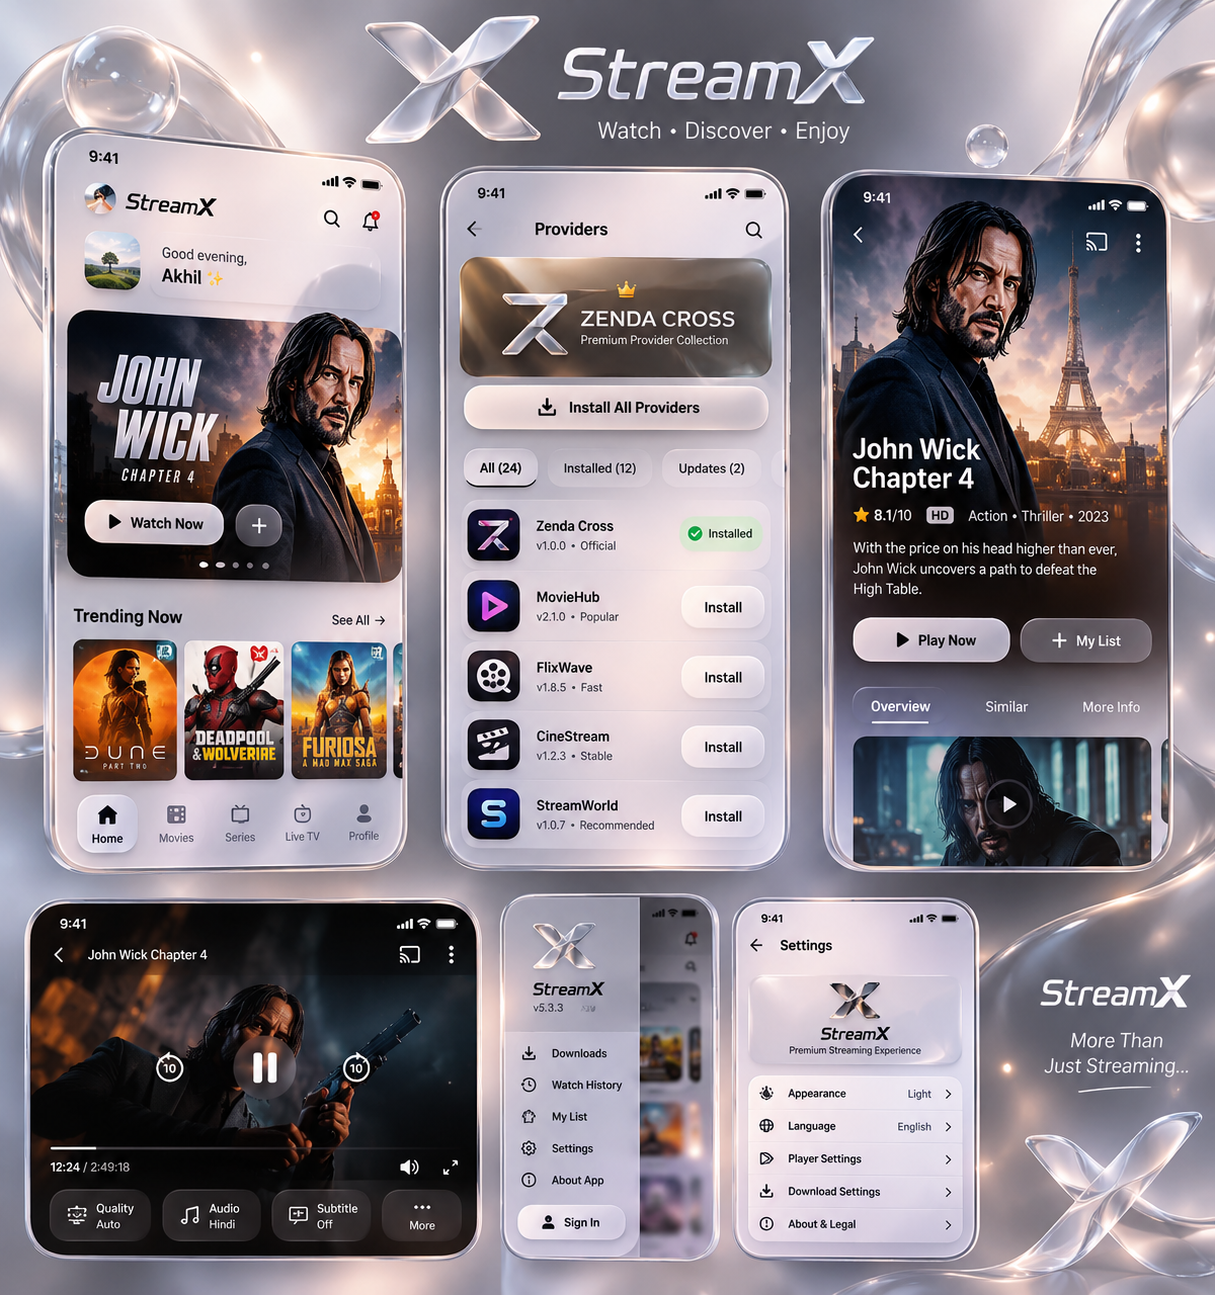 StreamX
Watch • Discover • Enjoy
9:41
StreamX
Good evening,
Akhil
JOHN
WICK
CHAPTER 4
Watch Now
Trending Now
See All →
DUNE
PART TWO
DEADPOOL
& WOLVERINE
FURIOSA
A MAD MAX SAGA
Home
Movies
Series
Live TV
Profile
9:41
Providers
ZENDA CROSS
Premium Provider Collection
Install All Providers
All (24)
Installed (12)
Updates (2)
Zenda Cross
v1.0.0 • Official
Installed
MovieHub
v2.1.0 • Popular
Install
FlixWave
v1.8.5 • Fast
Install
CineStream
v1.2.3 • Stable
Install
StreamWorld
v1.0.7 • Recommended
Install
9:41
John Wick
Chapter 4
8.1/10 HD Action • Thriller • 2023
With the price on his head higher than ever,
John Wick uncovers a path to defeat the
High Table.
Play Now
My List
Overview
Similar
More Info
9:41
John Wick Chapter 4
10
10
12:24 / 2:49:18
Quality
Auto
Audio
Hindi
Subtitle
Off
More
StreamX
v5.3.3
Downloads
Watch History
My List
Settings
About App
Sign In
9:41
Settings
StreamX
Premium Streaming Experience
Appearance Light
Language English
Player Settings
Download Settings
About & Legal
StreamX
More Than
Just Streaming...